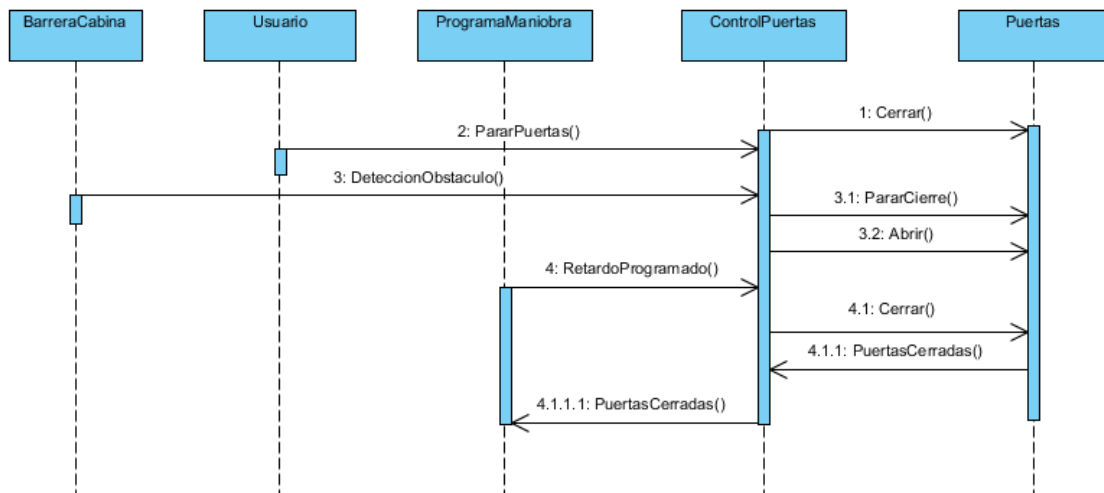 BarreraCabina
Usuario
ProgramaManiobra
ControlPuertas
Puertas
1: Cerrar()
2: PararPuertas()
3: DeteccionObstaculo()
3.1: PararCierre()
3.2: Abrir()
4: RetardoProgramado()
4.1: Cerrar()
4.1.1: PuertasCerradas()
4.1.1.1: PuertasCerradas()